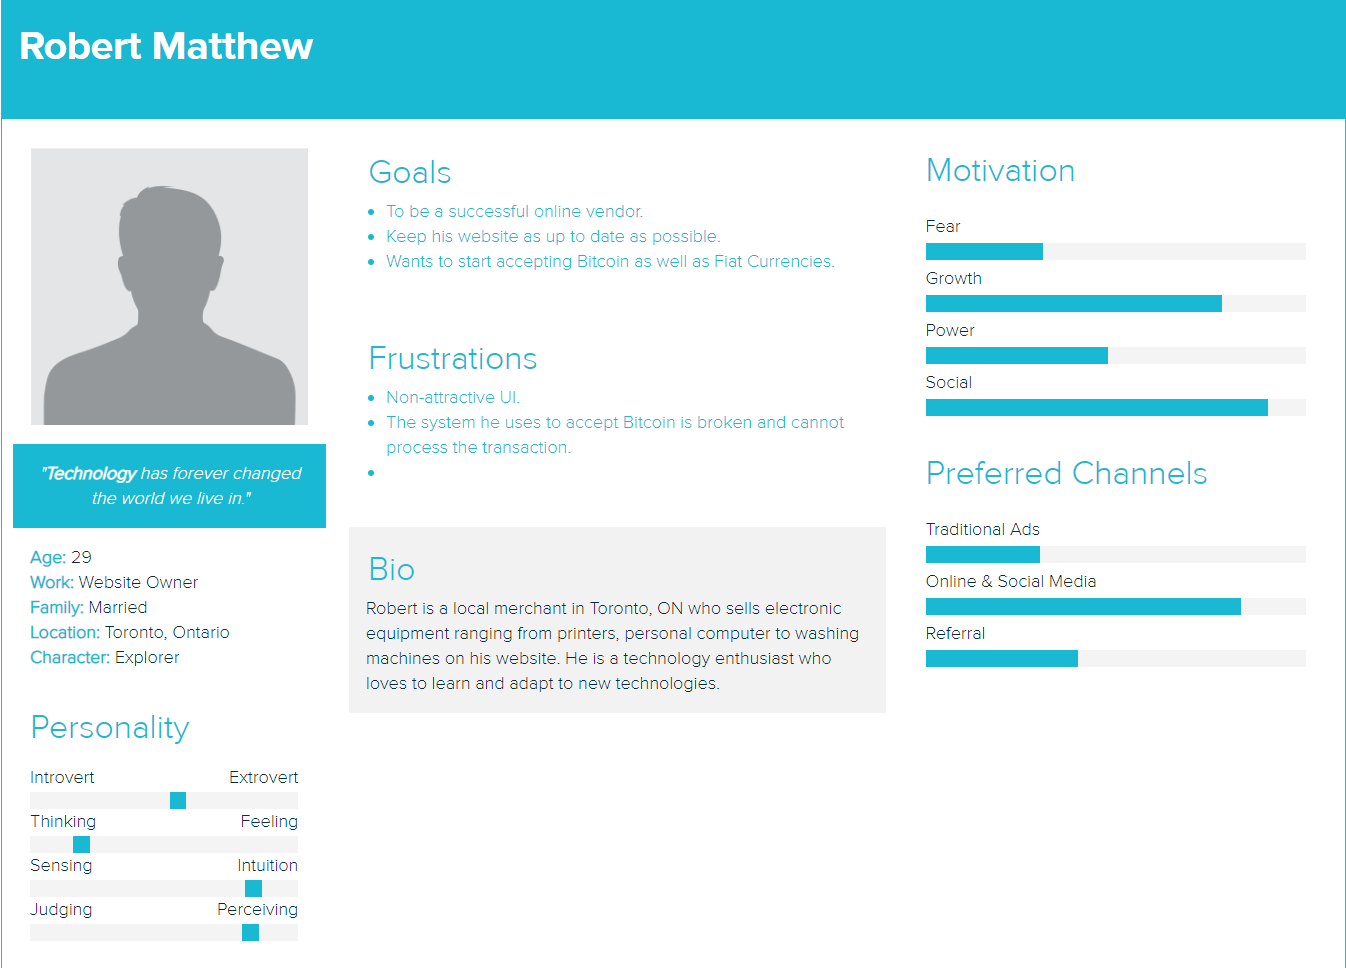 Robert Matthew
"Technology has forever changed
the world we live in."
Age: 29
Work: Website Owner
Family: Married
Location: Toronto, Ontario
Character: Explorer
Personality
Introvert Extrovert
Thinking Feeling
Sensing Intuition
Judging Perceiving
Goals
To be a successful online vendor.
Keep his website as up to date as possible.
Wants to start accepting Bitcoin as well as Fiat Currencies.
Frustrations
Non-attractive UI.
The system he uses to accept Bitcoin is broken and cannot
process the transaction.
Bio
Robert is a local merchant in Toronto, ON who sells electronic
equipment ranging from printers, personal computer to washing
machines on his website. He is a technology enthusiast who
loves to learn and adapt to new technologies.
Motivation
Fear
Growth
Power
Social
Preferred Channels
Traditional Ads
Online & Social Media
Referral